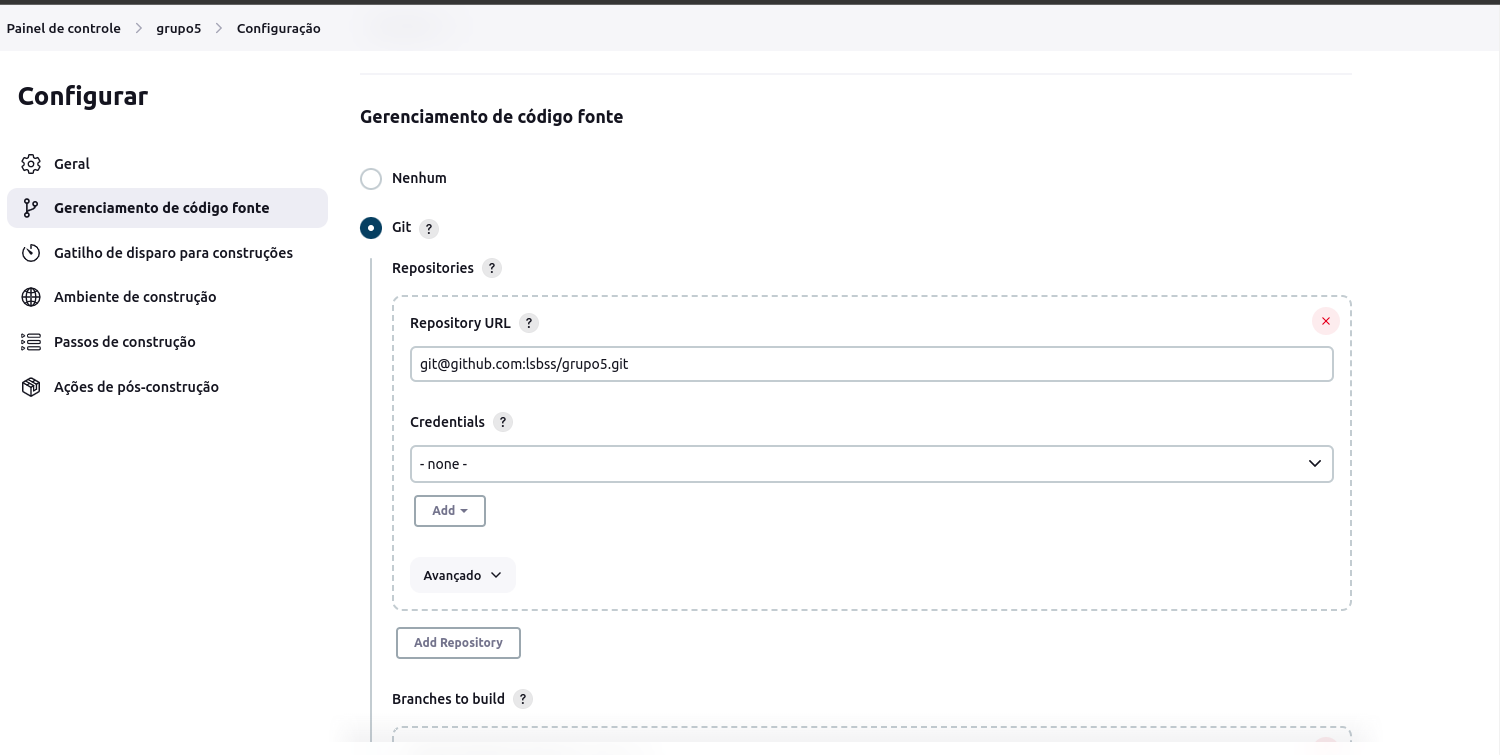 Painel de controle > grupo5 > Configuração
Configurar
Geral
Gerenciamento de código fonte
Gatilho de disparo para construções
Ambiente de construção
Passos de construção
Ações de pós-construção
Gerenciamento de código fonte
Nenhum
Git ?
Repositories ?
Repository URL ?
git@github.com:lsbss/grupo5.git
Credentials ?
- none -
Add
Avançado
Add Repository
Branches to build ?